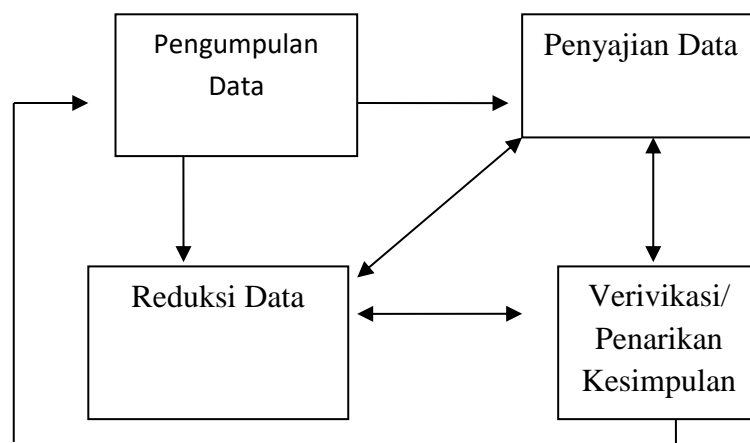 Pengumpulan
Data
Penyajian Data
Reduksi Data
Verivikasi/
Penarikan
Kesimpulan